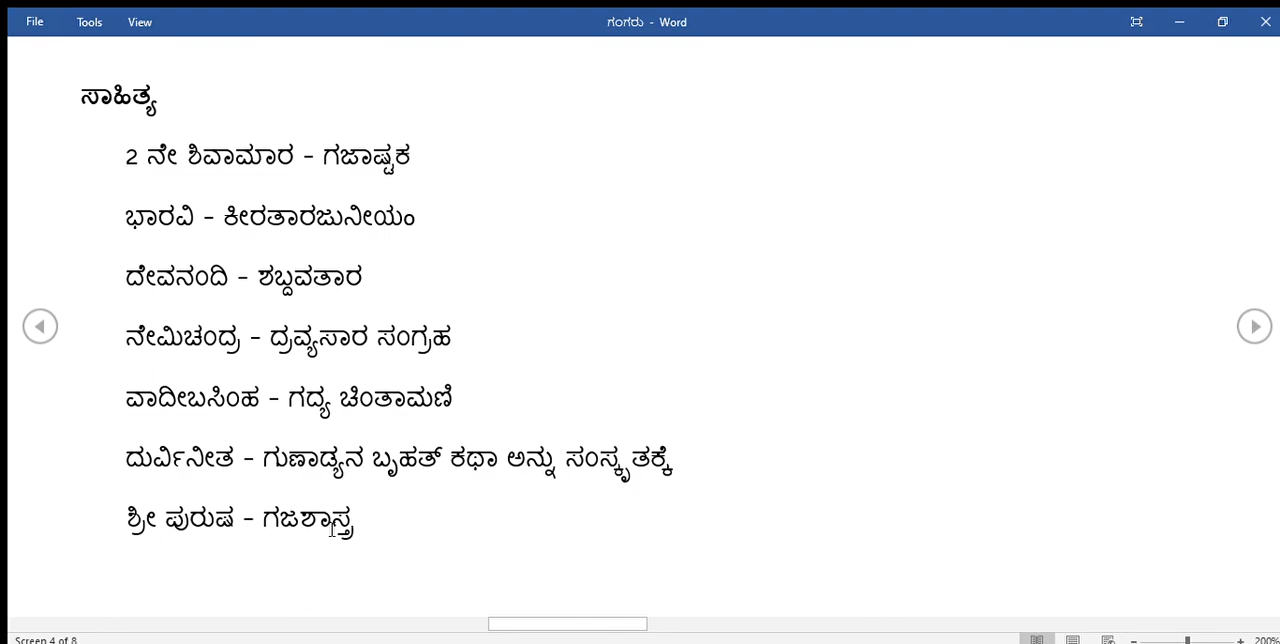 File Tools View ಗಂಗರು - Word
ಸಾಹಿತ್ಯ
2 ನೇ ಶಿವಾಮಾರ - ಗಜಾಷ್ಟಕ
ಭಾರವಿ - ಕೀರತಾರಜುನೀಯಂ
ದೇವನಂದಿ - ಶಬ್ದವತಾರ
ನೇಮಿಚಂದ್ರ - ದ್ರವ್ಯಸಾರ ಸಂಗ್ರಹ
ವಾದೀಬಸಿಂಹ - ಗದ್ಯ ಚಿಂತಾಮಣಿ
ದುರ್ವಿನೀತ - ಗುಣಾಡ್ಯನ ಬೃಹತ್ ಕಥಾ ಅನ್ನು ಸಂಸ್ಕೃತಕ್ಕೆ
ಶ್ರೀ ಪುರುಷ - ಗಜಶಾಸ್ತ್ರ
Screen 4 of 8 200%